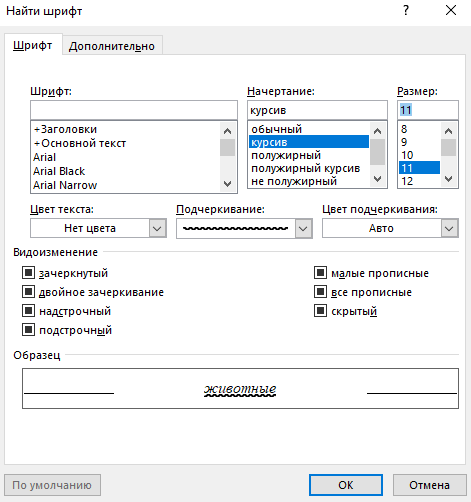 Найти шрифт
? ×
Шрифт Дополнительно
Шрифт: Начертание: Размер:
курсив 11
+Заголовки обычный 8
+Основной текст курсив 9
Arial полужирный 10
Arial Black полужирный курсив 11
Arial Narrow не полужирный 12
Цвет текста: Подчеркивание: Цвет подчеркивания:
Нет цвета Авто
Видоизменение
зачеркнутый малые прописные
двойное зачеркивание все прописные
надстрочный скрытый
подстрочный
Образец
животные
По умолчанию ОК Отмена